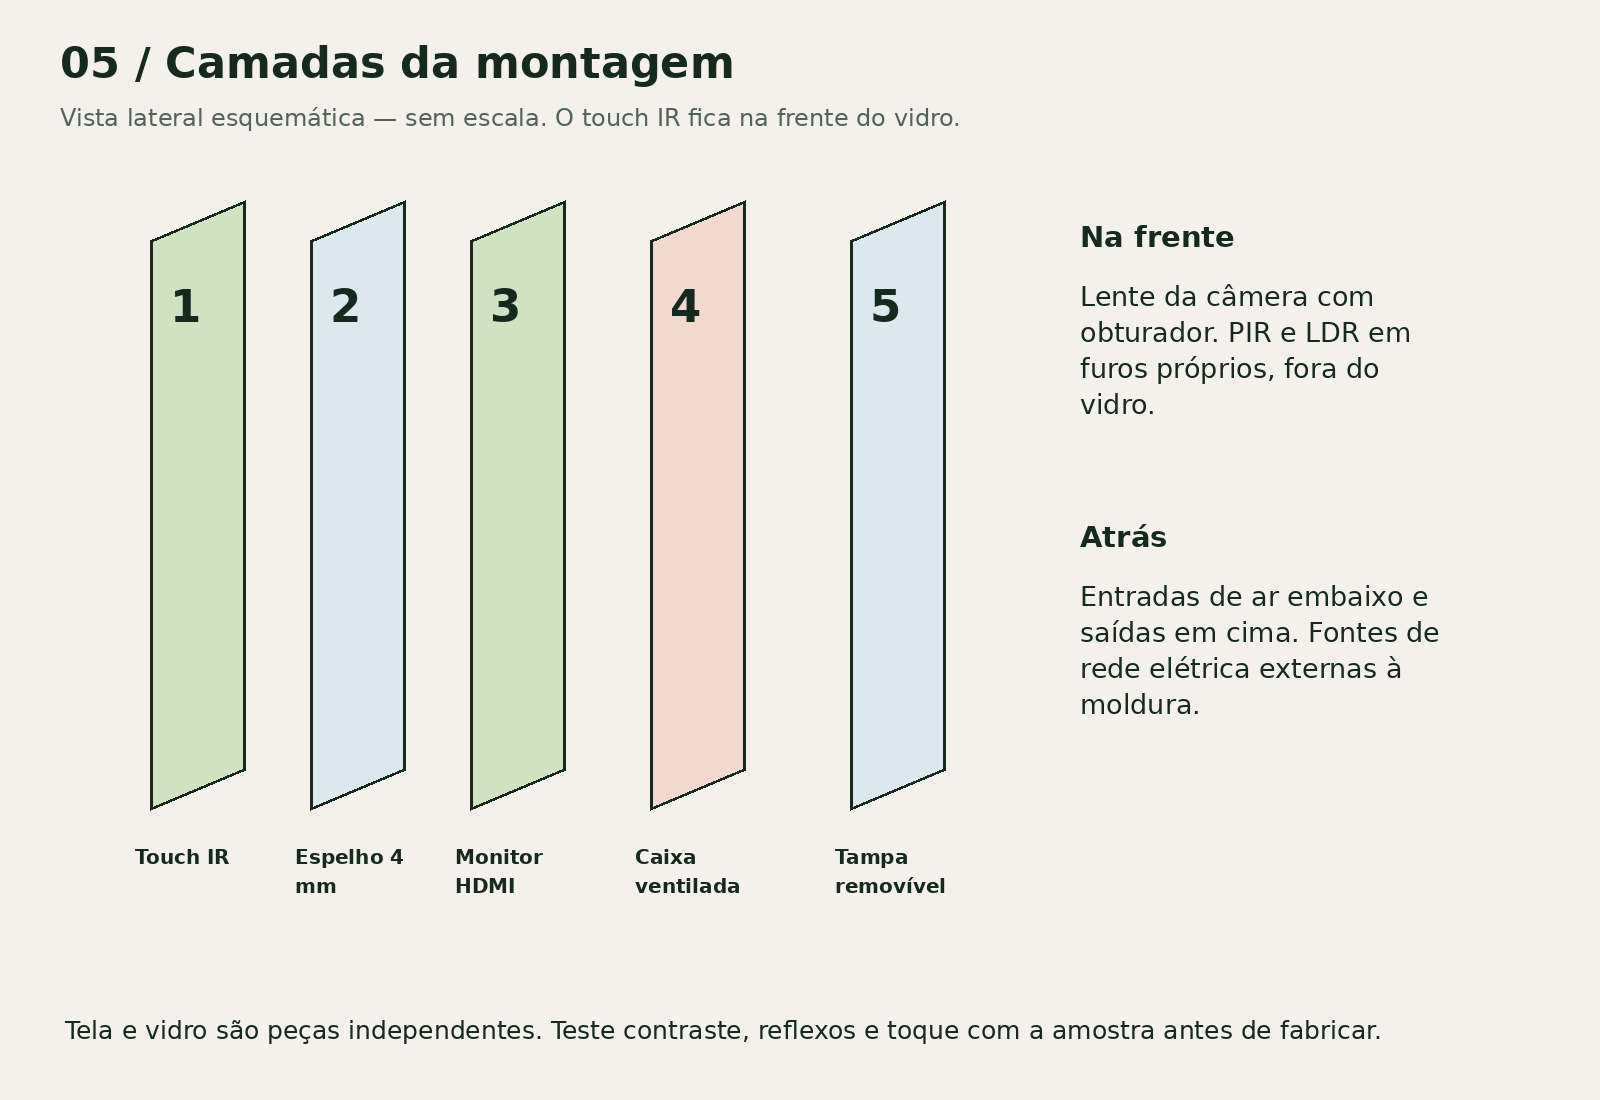 05 / Camadas da montagem
Vista lateral esquemática — sem escala. O touch IR fica na frente do vidro.
1
2
3
4
5
Touch IR
Espelho 4
mm
Monitor
HDMI
Caixa
ventilada
Tampa
removível
Na frente
Lente da câmera com
obturador. PIR e LDR em
furos próprios, fora do
vidro.
Atrás
Entradas de ar embaixo e
saídas em cima. Fontes de
rede elétrica externas à
moldura.
Tela e vidro são peças independentes. Teste contraste, reflexos e toque com a amostra antes de fabricar.